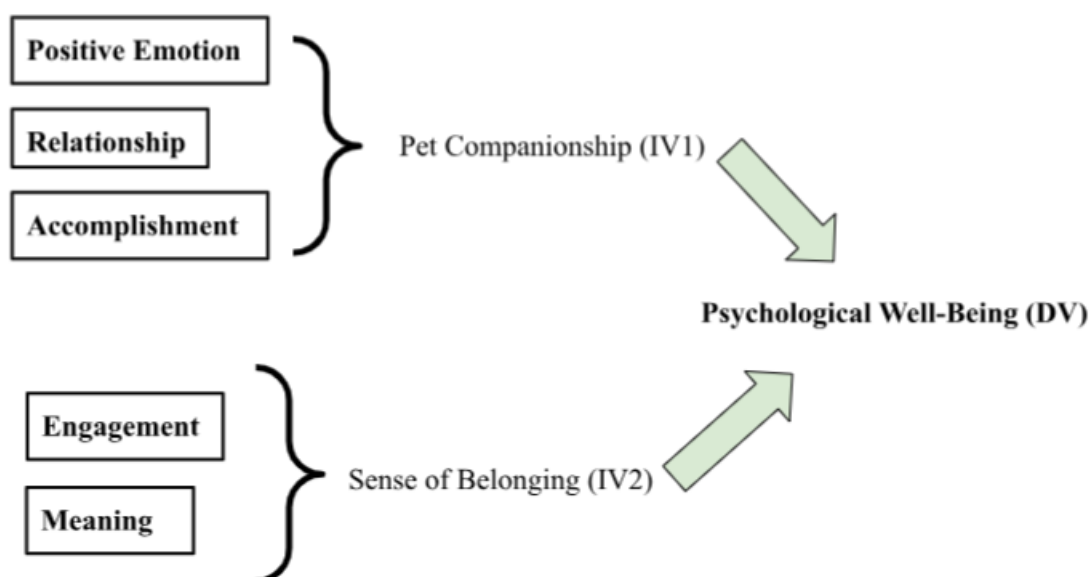 Positive Emotion
Relationship
Accomplishment
Pet Companionship (IV1)
Psychological Well-Being (DV)
Engagement
Meaning
Sense of Belonging (IV2)